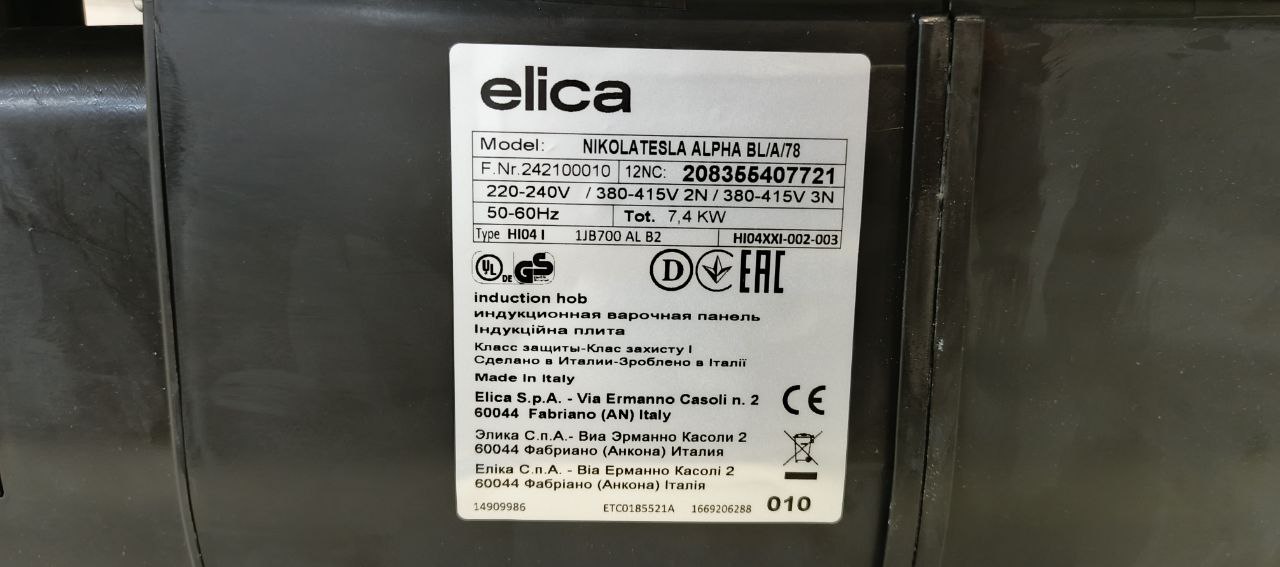 elica
Model: NIKOLATESLA ALPHA BL/A/78
F.Nr.242100010 12NC: 208355407721
220-240V / 380-415V 2N / 380-415V 3N
50-60Hz Tot. 7,4 KW
Type HI04 I 1JB700 AL B2 HI04XXI-002-003
UL DE GS D EAC
induction hob
индукционная варочная панель
Індукційна плита
Класс защиты-Клас захисту I
Сделано в Италии-Зроблено в Італії
Made In Italy
Elica S.p.A. - Via Ermanno Casoli n. 2
60044 Fabriano (AN) Italy
CE
Элика С.п.А.- Виа Эрманно Касоли 2
60044 Фабриано (Анкона) Италия
Еліка С.п.А. - Віа Ерманно Касолі 2
60044 Фабріано (Анкона) Італія
14909986 ETC0185521A 1669206288 010